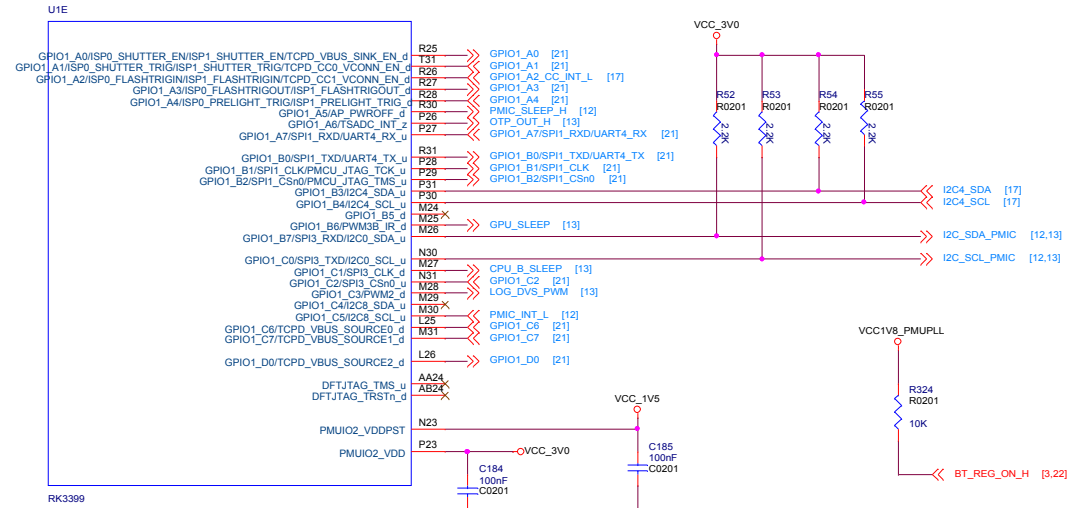 U1E
VCC_3V0
GPIO1_A0/ISP0_SHUTTER_EN/ISP1_SHUTTER_EN/TCPD_VBUS_SINK_EN_d R25 GPIO1_A0 [21]
GPIO1_A1/ISP0_SHUTTER_TRIG/ISP1_SHUTTER_TRIG/TCPD_CC0_VCONN_EN_d T31 GPIO1_A1 [21]
GPIO1_A2/ISP0_FLASHTRIGIN/ISP1_FLASHTRIGIN/TCPD_CC1_VCONN_EN_d R26 GPIO1_A2_CC_INT_L [17]
GPIO1_A3/ISP0_FLASHTRIGOUT/ISP1_FLASHTRIGOUT_d R27 GPIO1_A3 [21]
GPIO1_A4/ISP0_PRELIGHT_TRIG/ISP1_PRELIGHT_TRIG_d R28 GPIO1_A4 [21]
GPIO1_A5/AP_PWROFF_d R30 PMIC_SLEEP_H [12]
GPIO1_A6/TSADC_INT_z P26 OTP_OUT_H [13]
GPIO1_A7/SPI1_RXD/UART4_RX_u P27 GPIO1_A7/SPI1_RXD/UART4_RX [21]
R52 R53 R54 R55
R0201 R0201 R0201 R0201
2.2K 2.2K 2.2K 2.2K
GPIO1_B0/SPI1_TXD/UART4_TX_u R31 GPIO1_B0/SPI1_TXD/UART4_TX [21]
GPIO1_B1/SPI1_CLK/PMCU_JTAG_TCK_u P28 GPIO1_B1/SPI1_CLK [21]
GPIO1_B2/SPI1_CSn0/PMCU_JTAG_TMS_u P29 GPIO1_B2/SPI1_CSn0 [21]
GPIO1_B3/I2C4_SDA_u P31 I2C4_SDA [17]
GPIO1_B4/I2C4_SCL_u P30 I2C4_SCL [17]
GPIO1_B5_d M24
GPIO1_B6/PWM3B_IR_d M25 GPU_SLEEP [13]
GPIO1_B7/SPI3_RXD/I2C0_SDA_u M26 I2C_SDA_PMIC [12,13]
GPIO1_C0/SPI3_TXD/I2C0_SCL_u N30 I2C_SCL_PMIC [12,13]
GPIO1_C1/SPI3_CLK_d M27 CPU_B_SLEEP [13]
GPIO1_C2/SPI3_CSn0_u N31 GPIO1_C2 [21]
GPIO1_C3/PWM2_d M28 LOG_DVS_PWM [13]
GPIO1_C4/I2C8_SDA_u M29
GPIO1_C5/I2C8_SCL_u M30 PMIC_INT_L [12]
GPIO1_C6/TCPD_VBUS_SOURCE0_d L25 GPIO1_C6 [21]
GPIO1_C7/TCPD_VBUS_SOURCE1_d M31 GPIO1_C7 [21]
GPIO1_D0/TCPD_VBUS_SOURCE2_d L26 GPIO1_D0 [21]
DFTJTAG_TMS_u AA24
DFTJTAG_TRSTn_d AB24
PMUIO2_VDDPST N23
PMUIO2_VDD P23
VCC_3V0
VCC_1V5
C184
100nF
C0201
C185
100nF
C0201
VCC1V8_PMUPLL
R324
R0201
10K
BT_REG_ON_H [3,22]
RK3399